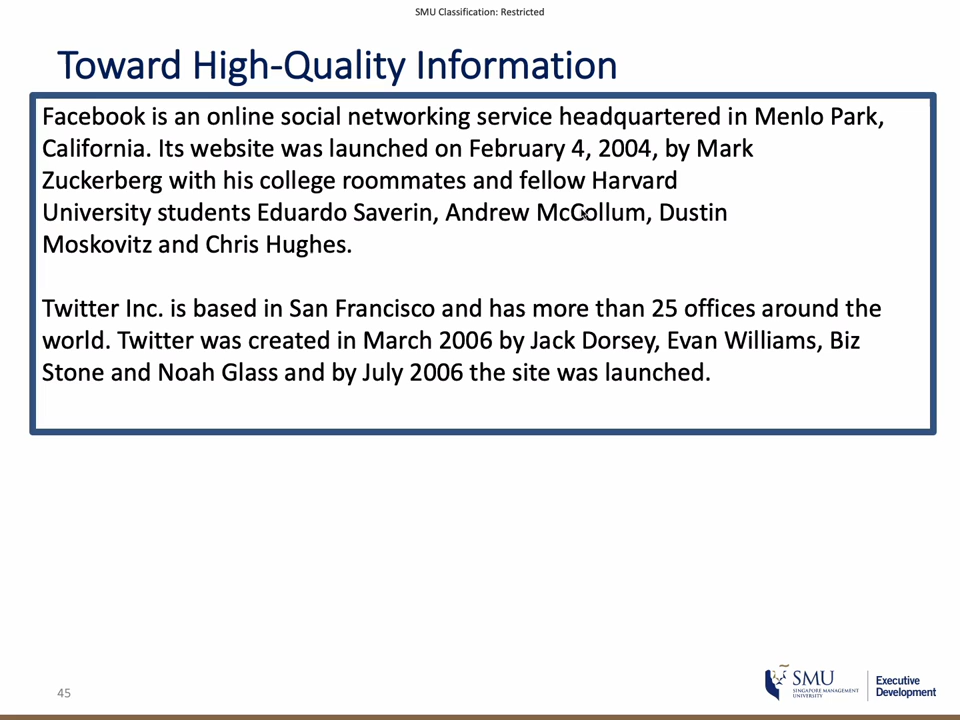 SMU Classification: Restricted
Toward High-Quality Information
Facebook is an online social networking service headquartered in Menlo Park,
California. Its website was launched on February 4, 2004, by Mark
Zuckerberg with his college roommates and fellow Harvard
University students Eduardo Saverin, Andrew McCollum, Dustin
Moskovitz and Chris Hughes.
Twitter Inc. is based in San Francisco and has more than 25 offices around the
world. Twitter was created in March 2006 by Jack Dorsey, Evan Williams, Biz
Stone and Noah Glass and by July 2006 the site was launched.
45
SMU
SINGAPORE MANAGEMENT
UNIVERSITY
Executive
Development